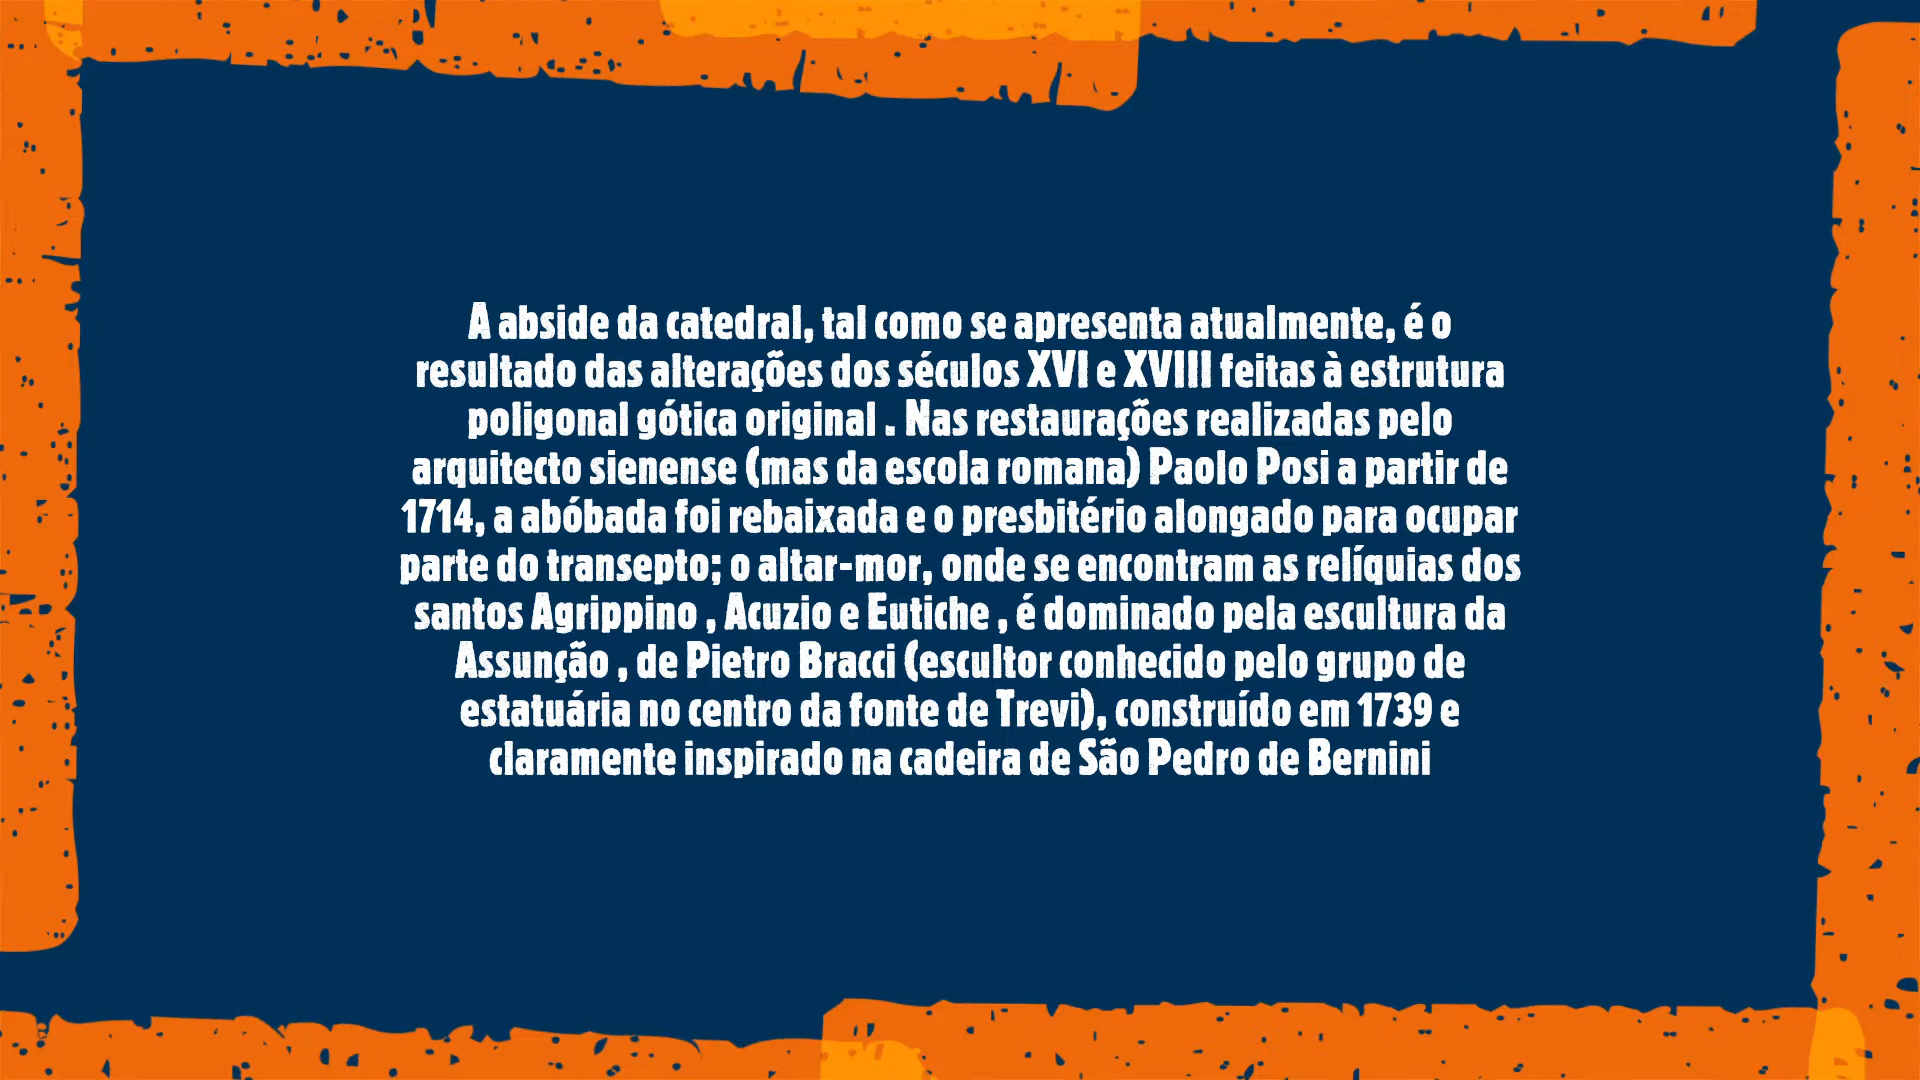 A abside da catedral, tal como se apresenta atualmente, é o
resultado das alterações dos séculos XVI e XVIII feitas à estrutura
poligonal gótica original . Nas restaurações realizadas pelo
arquitecto sienense (mas da escola romana) Paolo Posi a partir de
1714, a abóbada foi rebaixada e o presbitério alongado para ocupar
parte do transepto; o altar-mor, onde se encontram as relíquias dos
santos Agrippino , Acuzio e Eutiche , é dominado pela escultura da
Assunção , de Pietro Bracci (escultor conhecido pelo grupo de
estatuária no centro da fonte de Trevi), construído em 1739 e
claramente inspirado na cadeira de São Pedro de Bernini